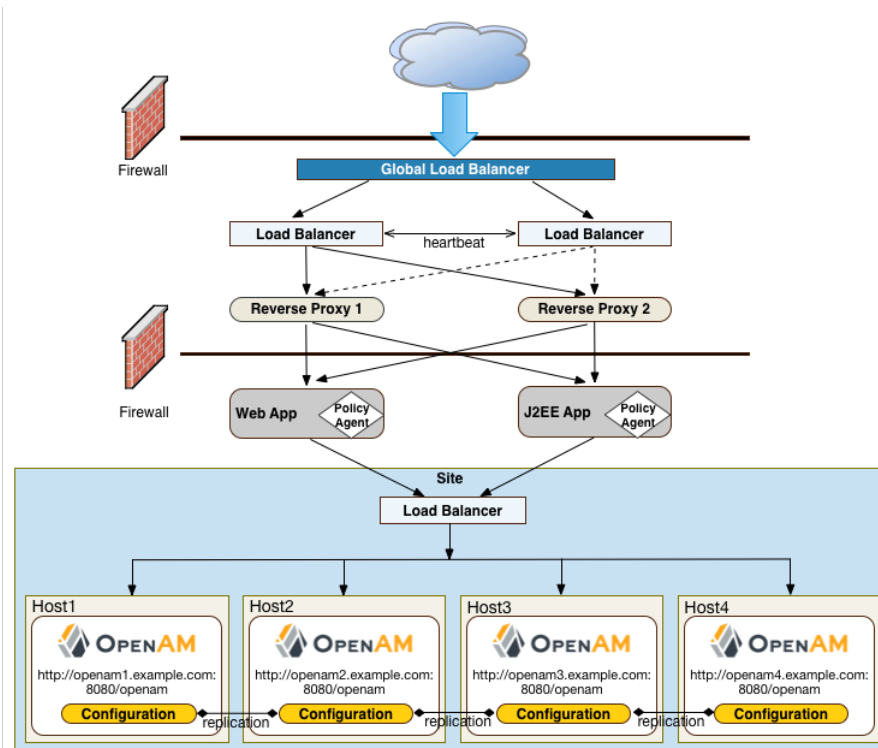 Firewall
Global Load Balancer
Load Balancer
heartbeat
Load Balancer
Reverse Proxy 1
Reverse Proxy 2
Firewall
Web App
Policy
Agent
J2EE App
Policy
Agent
Site
Load Balancer
Host1
Host2
Host3
Host4
OPENAM
OPENAM
OPENAM
OPENAM
http://openam1.example.com:
8080/openam
http://openam2.example.com:
8080/openam
http://openam3.example.com:
8080/openam
http://openam4.example.com:
8080/openam
Configuration
replication
Configuration
replication
Configuration
replication
Configuration